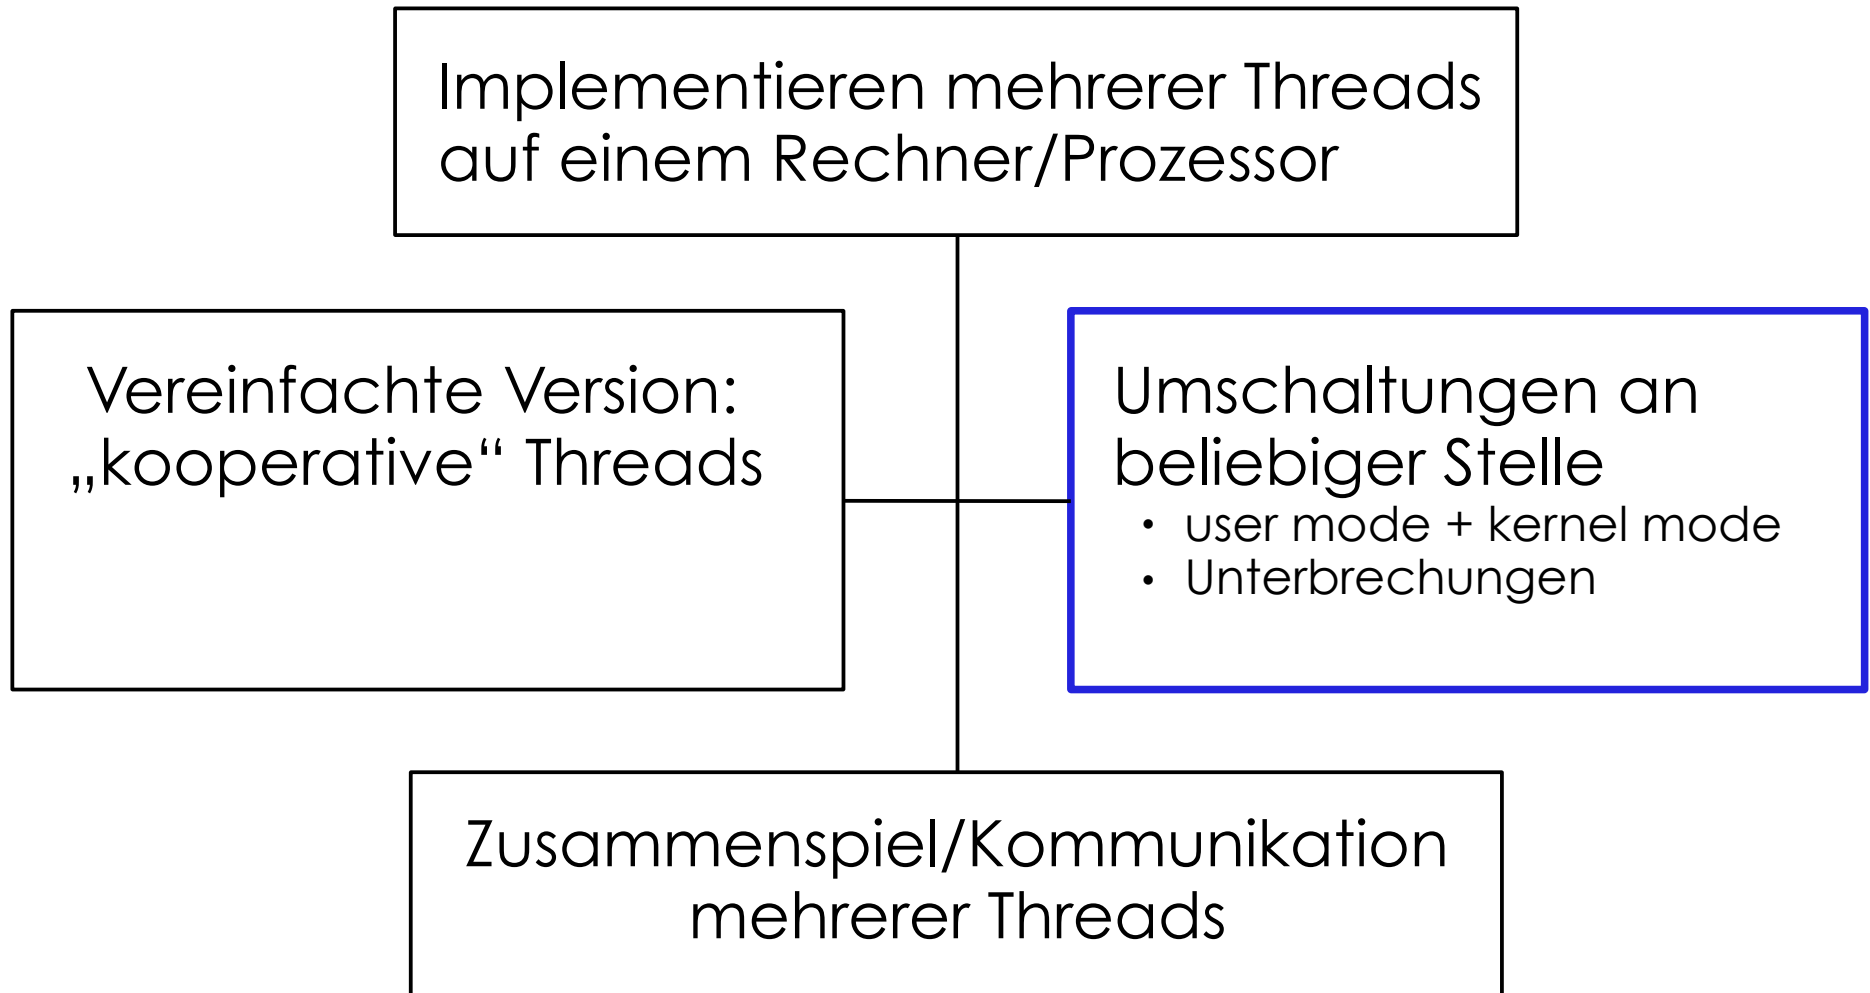 Implementieren mehrerer Threads
auf einem Rechner/Prozessor
Vereinfachte Version:
„kooperative“ Threads
Umschaltungen an
beliebiger Stelle
• user mode + kernel mode
• Unterbrechungen
Zusammenspiel/Kommunikation
mehrerer Threads